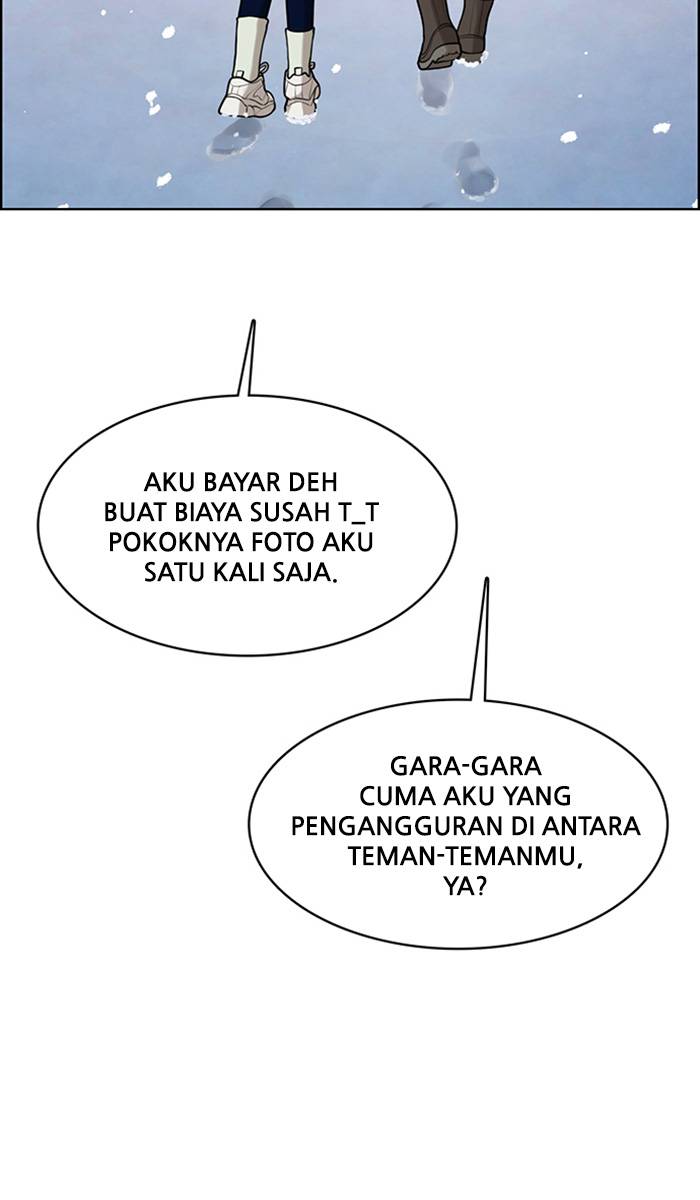 AKU BAYAR DEH
BUAT BIAYA SUSAH T_T
POKOKNYA FOTO AKU
SATU KALI SAJA.
GARA-GARA
CUMA AKU YANG
PENGANGGURAN DI ANTARA
TEMAN-TEMANMU,
YA?